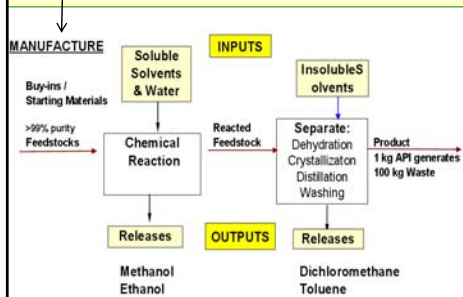 MANUFACTURE
Soluble
Solvents
& Water
INPUTS
InsolubleS
olvents
Buy-ins /
Starting Materials
>99% purity
Feedstocks
Chemical
Reaction
Reacted
Feedstock
Separate:
Dehydration
Crystallizaton
Distillation
Washing
Product
1 kg API generates
100 kg Waste
Releases
OUTPUTS
Releases
Methanol
Ethanol
Dichloromethane
Toluene